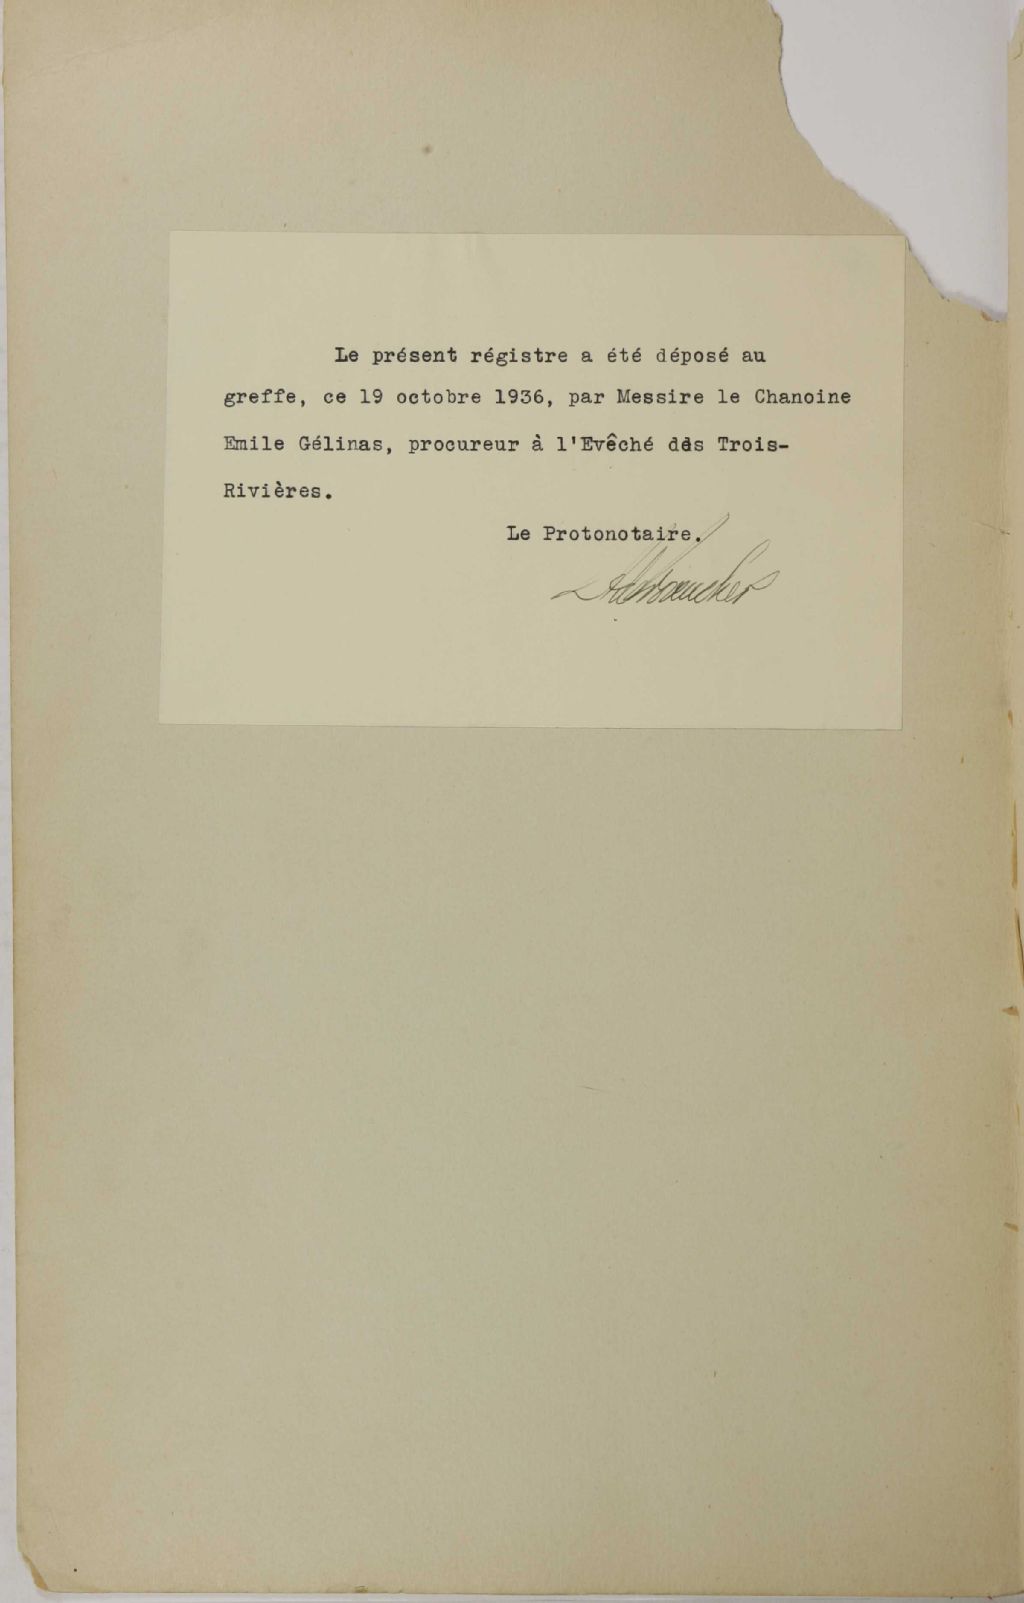 Le présent régistre a été déposé au
greffe, ce 19 octobre 1936, par Messire le Chanoine
Emile Gélinas, procureur à l'Evêché des Trois-
Rivières.
Le Protonotaire.